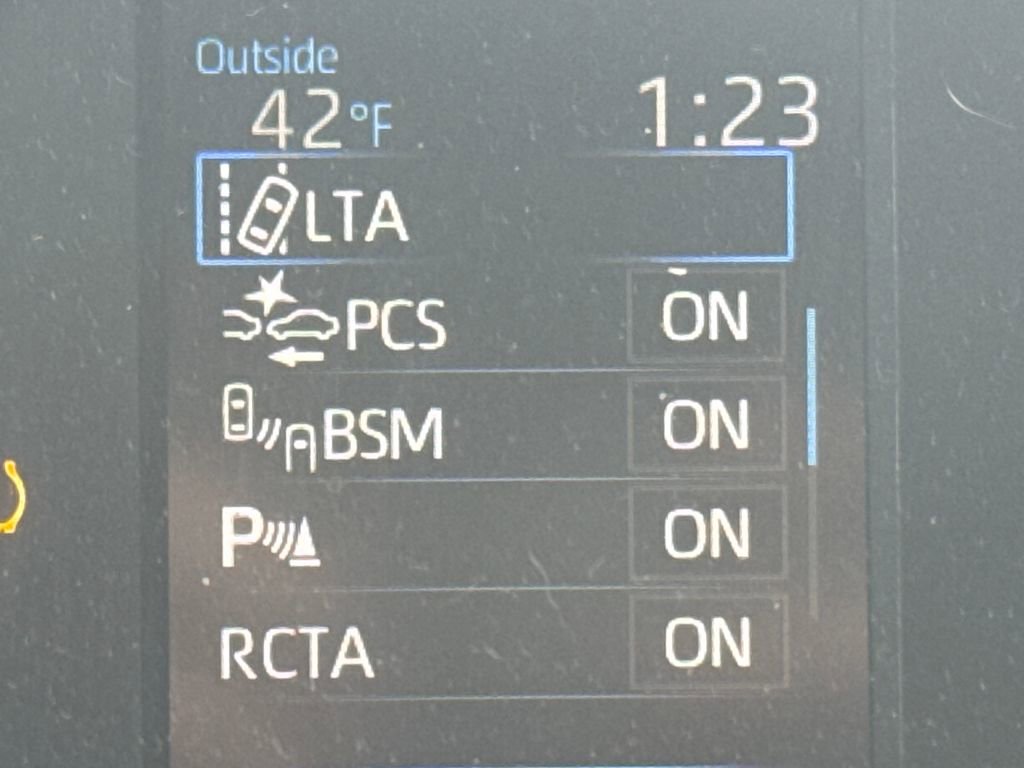 Outside
42°F 1:23
LTA
PCS ON
BSM ON
P ON
RCTA ON